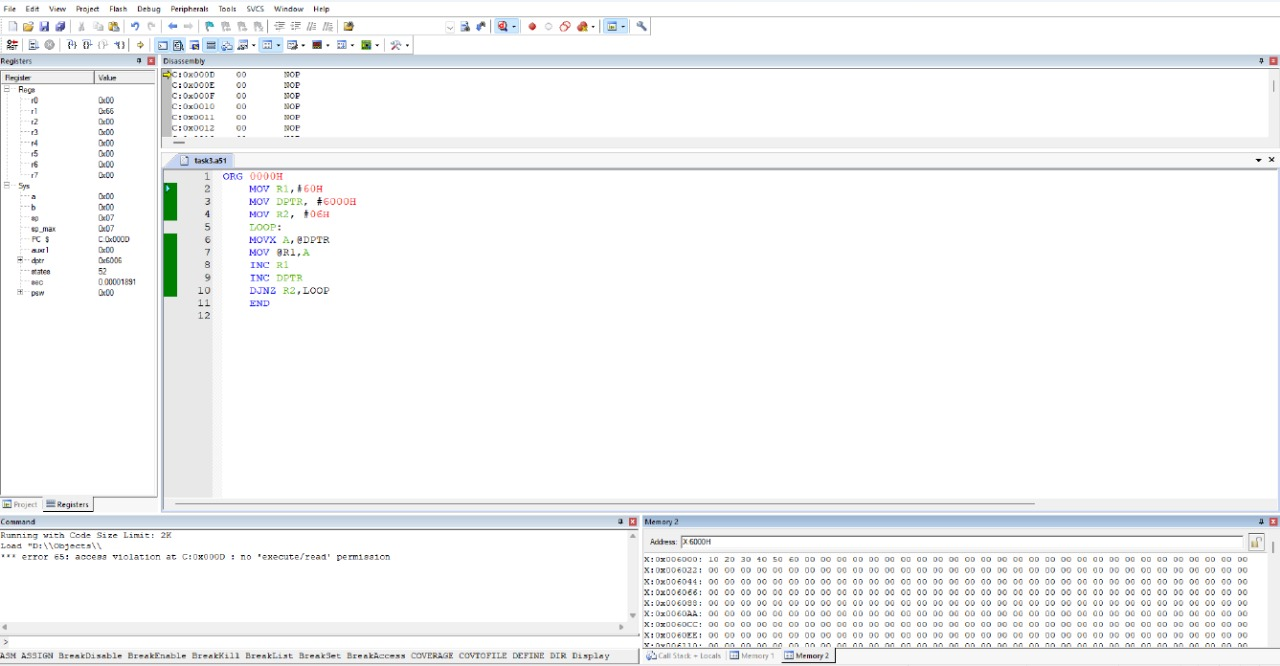 File Edit View Project Flash Debug Peripherals Tools SVCS Window Help
Registers
Register Value
Regs
r0 0x00
r1 0x66
r2 0x00
r3 0x00
r4 0x00
r5 0x00
r6 0x00
r7 0x00
Sys
a 0x00
b 0x00
sp 0x07
sp_max 0x07
PC $ C:0x000D
auxr1 0x00
dptr 0x6006
states 52
sec 0.00001891
psw 0x00
Project Registers
Disassembly
C:0x000D 00 NOP
C:0x000E 00 NOP
C:0x000F 00 NOP
C:0x0010 00 NOP
C:0x0011 00 NOP
C:0x0012 00 NOP
task3.a51
1 ORG 0000H
2 MOV R1,#60H
3 MOV DPTR, #6000H
4 MOV R2, #06H
5 LOOP:
6 MOVX A,@DPTR
7 MOV @R1,A
8 INC R1
9 INC DPTR
10 DJNZ R2,LOOP
11 END
12
Command
Running with Code Size Limit: 2K
Load "D:\\Objects\\
*** error 65: access violation at C:0x000D : no 'execute/read' permission
>
ASM ASSIGN BreakDisable BreakEnable BreakKill BreakList BreakSet BreakAccess COVERAGE COVTOFILE DEFINE DIR Display
Memory 2
Address: X:6000H
X:0x006000: 10 20 30 40 50 60 00 00 00 00 00 00 00 00 00 00 00 00 00 00 00 00 00 00 00 00 00 00 00 00 00 00 00 00
X:0x006022: 00 00 00 00 00 00 00 00 00 00 00 00 00 00 00 00 00 00 00 00 00 00 00 00 00 00 00 00 00 00 00 00 00 00
X:0x006044: 00 00 00 00 00 00 00 00 00 00 00 00 00 00 00 00 00 00 00 00 00 00 00 00 00 00 00 00 00 00 00 00 00 00
X:0x006066: 00 00 00 00 00 00 00 00 00 00 00 00 00 00 00 00 00 00 00 00 00 00 00 00 00 00 00 00 00 00 00 00 00 00
X:0x006088: 00 00 00 00 00 00 00 00 00 00 00 00 00 00 00 00 00 00 00 00 00 00 00 00 00 00 00 00 00 00 00 00 00 00
X:0x0060AA: 00 00 00 00 00 00 00 00 00 00 00 00 00 00 00 00 00 00 00 00 00 00 00 00 00 00 00 00 00 00 00 00 00 00
X:0x0060CC: 00 00 00 00 00 00 00 00 00 00 00 00 00 00 00 00 00 00 00 00 00 00 00 00 00 00 00 00 00 00 00 00 00 00
X:0x0060EE: 00 00 00 00 00 00 00 00 00 00 00 00 00 00 00 00 00 00 00 00 00 00 00 00 00 00 00 00 00 00 00 00 00 00
Call Stack + Locals Memory 1 Memory 2